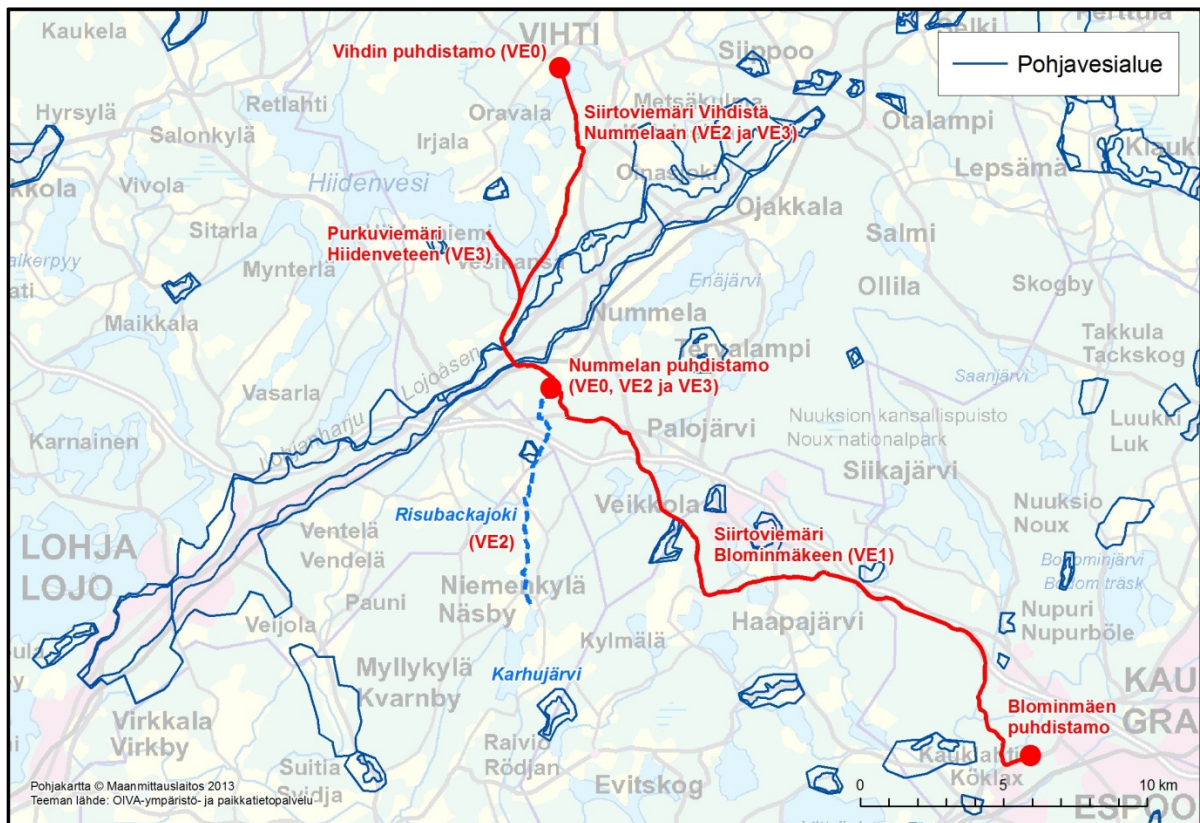 Kaukela
VIHTI
Siippoo
Selki
Vihdin puhdistamo (VE0)
Pohjavesialue
Hyrsylä
Retlahti
Oravala
Salonkylä
Irjala
Siirtoviemäri Vihdistä
Nummelaan (VE2 ja VE3)
Otalampi
Lepsämä
Vivola
Hiidenvesi
Ojakkala
Sitarla
Purkuviemäri
Hiidenveteen (VE3)
Salmi
Mynterlä
Enäjärvi
Ollila
Skogby
Maikkala
Nummela
Tervalampi
Takkula
Tackskog
Lojoåsen
Lohjanharju
Vasarla
Nummelan puhdistamo
(VE0, VE2 ja VE3)
Saanjärvi
Karnainen
Palojärvi
Nuuksion kansallispuisto
Noux nationalpark
Luukki
Luk
Siikajärvi
Risubackajoki
(VE2)
Veikkola
Nuuksio
Noux
Ventelä
Vendelä
LOHJA
LOJO
Siirtoviemäri
Blominmäkeen (VE1)
Bodom träsk
Pauni
Niemenkylä
Näsby
Nupuri
Nupurböle
Veijola
Kylmälä
Haapajärvi
Myllykylä
Kvarnby
Karhujärvi
KAU
GRA
Virkkala
Virkby
Blominmäen
puhdistamo
Raivio
Rödjan
Kauklahti
Köklax
Suitia
Svidja
Evitskog
ESPOO
0 5 10 km
Pohjakartta © Maanmittauslaitos 2013
Teeman lähde: OIVA-ympäristö- ja paikkatietopalvelu